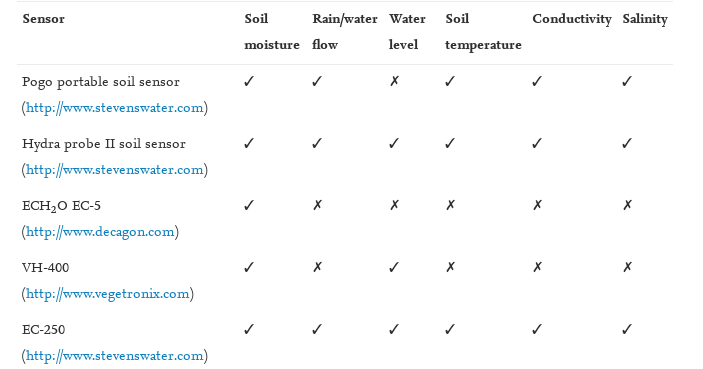 Sensor Soil Rain/water Water Soil Conductivity Salinity
moisture flow level temperature
Pogo portable soil sensor ✓ ✓ ✗ ✓ ✓ ✓
(http://www.stevenswater.com)
Hydra probe II soil sensor ✓ ✓ ✓ ✓ ✓ ✓
(http://www.stevenswater.com)
ECH₂O EC-5 ✓ ✗ ✗ ✗ ✗ ✗
(http://www.decagon.com)
VH-400 ✓ ✗ ✓ ✗ ✗ ✗
(http://www.vegetronix.com)
EC-250 ✓ ✓ ✓ ✓ ✓ ✓
(http://www.stevenswater.com)